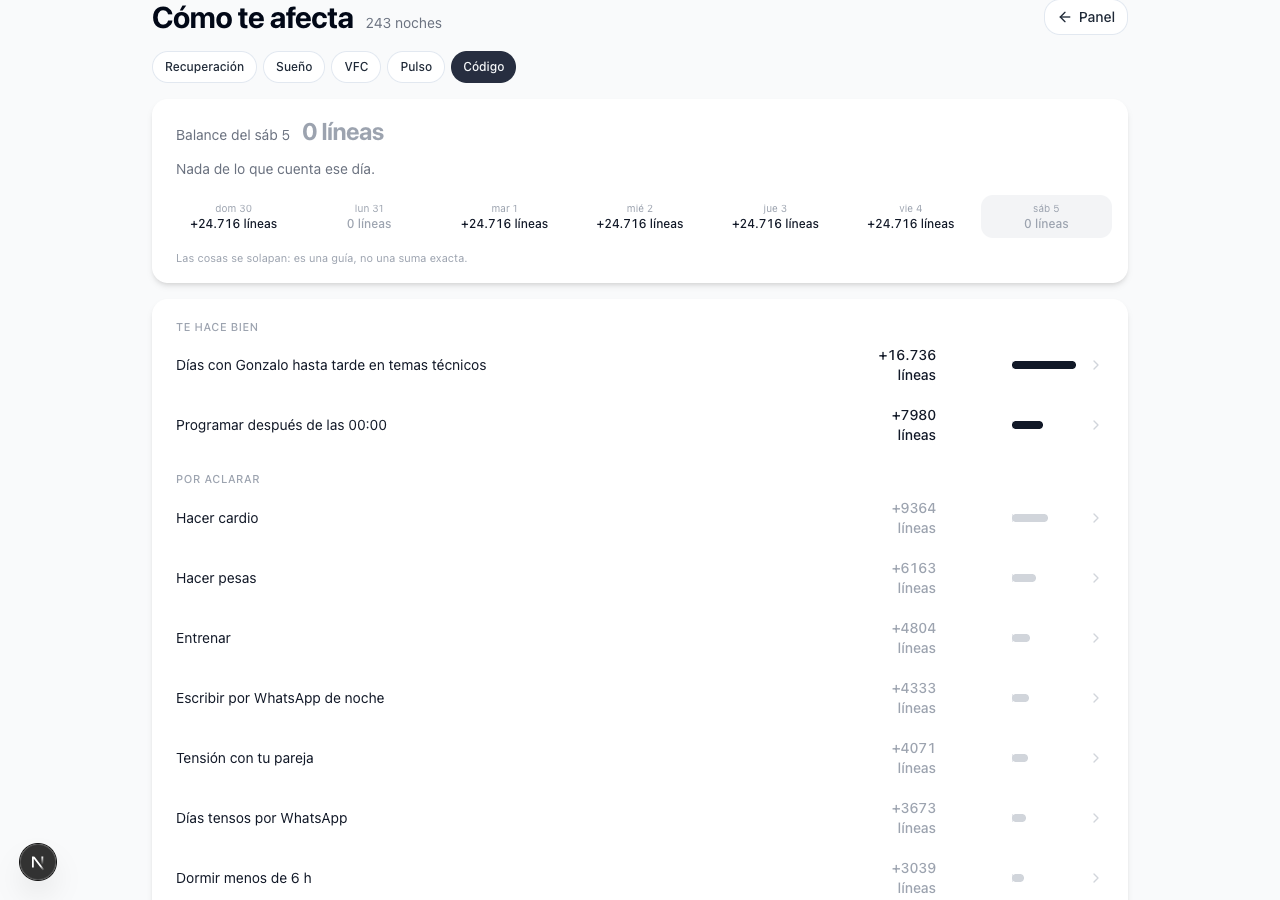 Cómo te afecta 243 noches
← Panel
Recuperación Sueño VFC Pulso Código
Balance del sáb 5 0 líneas
Nada de lo que cuenta ese día.
dom 30 lun 31 mar 1 mié 2 jue 3 vie 4 sáb 5
+24.716 líneas 0 líneas +24.716 líneas +24.716 líneas +24.716 líneas +24.716 líneas 0 líneas
Las cosas se solapan: es una guía, no una suma exacta.
TE HACE BIEN
Días con Gonzalo hasta tarde en temas técnicos +16.736
líneas
Programar después de las 00:00 +7980
líneas
POR ACLARAR
Hacer cardio +9364
líneas
Hacer pesas +6163
líneas
Entrenar +4804
líneas
Escribir por WhatsApp de noche +4333
líneas
Tensión con tu pareja +4071
líneas
Días tensos por WhatsApp +3673
líneas
Dormir menos de 6 h +3039
líneas
N